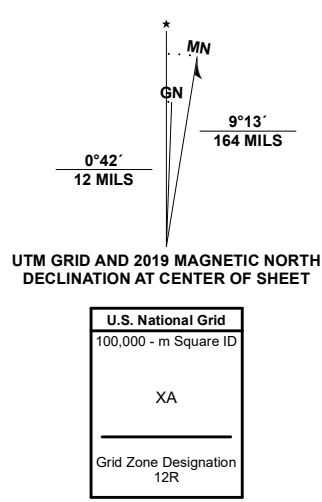 ★
MN
GN
9°13´
164 MILS
0°42´
12 MILS
UTM GRID AND 2019 MAGNETIC NORTH
DECLINATION AT CENTER OF SHEET
U.S. National Grid
100,000 - m Square ID
XA
Grid Zone Designation
12R